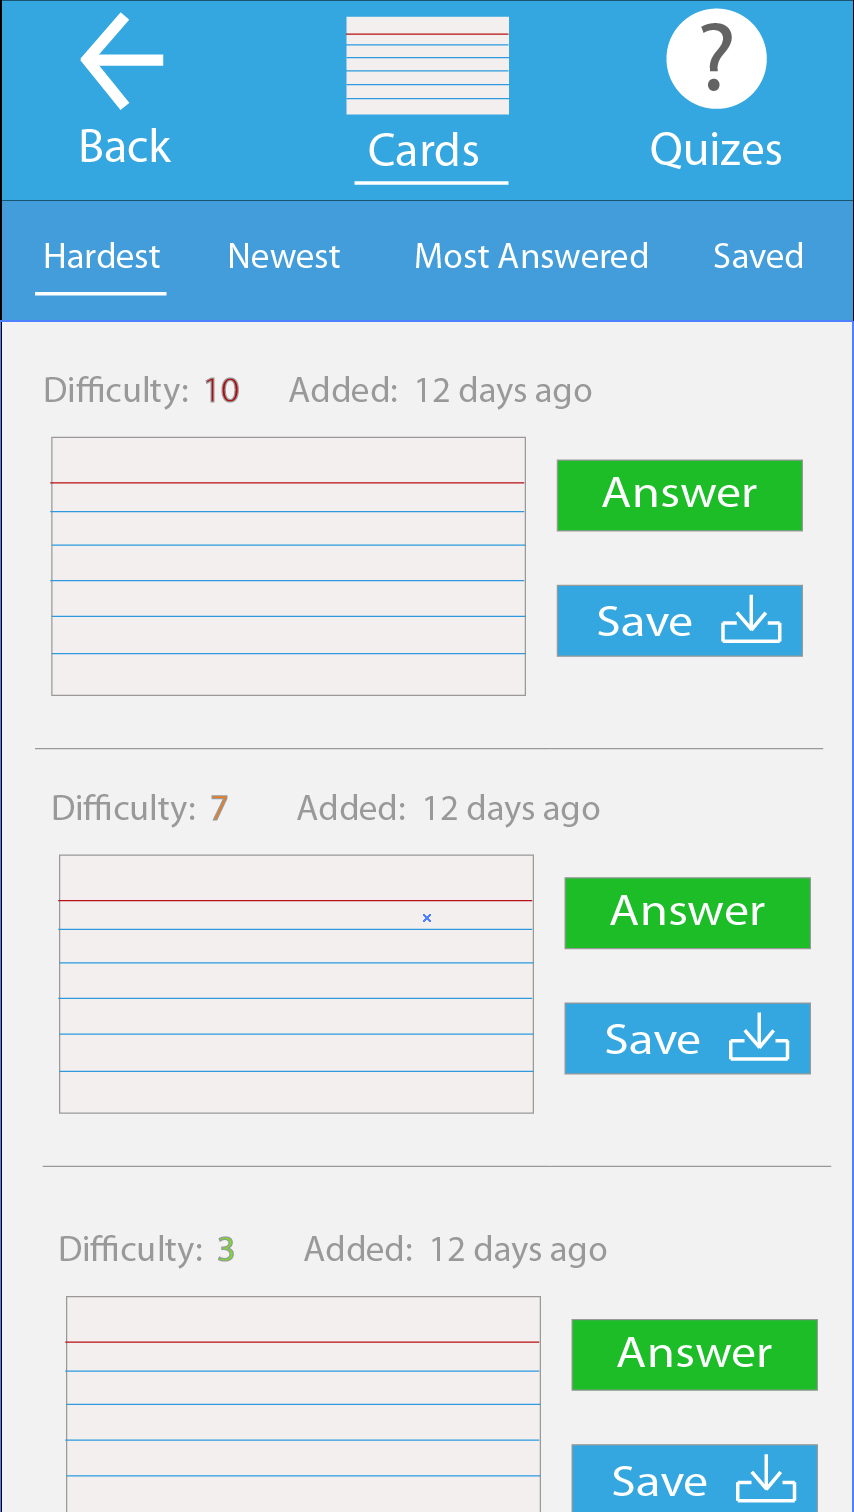 Back
Cards
?
Quizes
Hardest
Newest
Most Answered
Saved
Difficulty: 10 Added: 12 days ago
Answer
Save
Difficulty: 7 Added: 12 days ago
Answer
Save
Difficulty: 3 Added: 12 days ago
Answer
Save